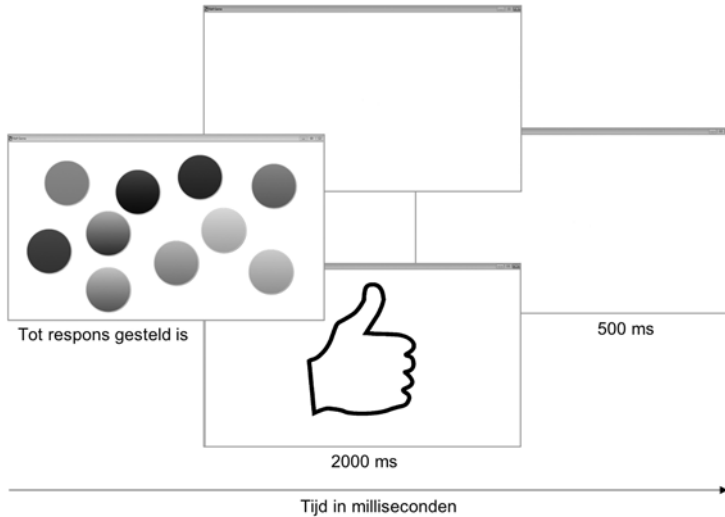 Tot respons gesteld is
500 ms
2000 ms
Tijd in milliseconden